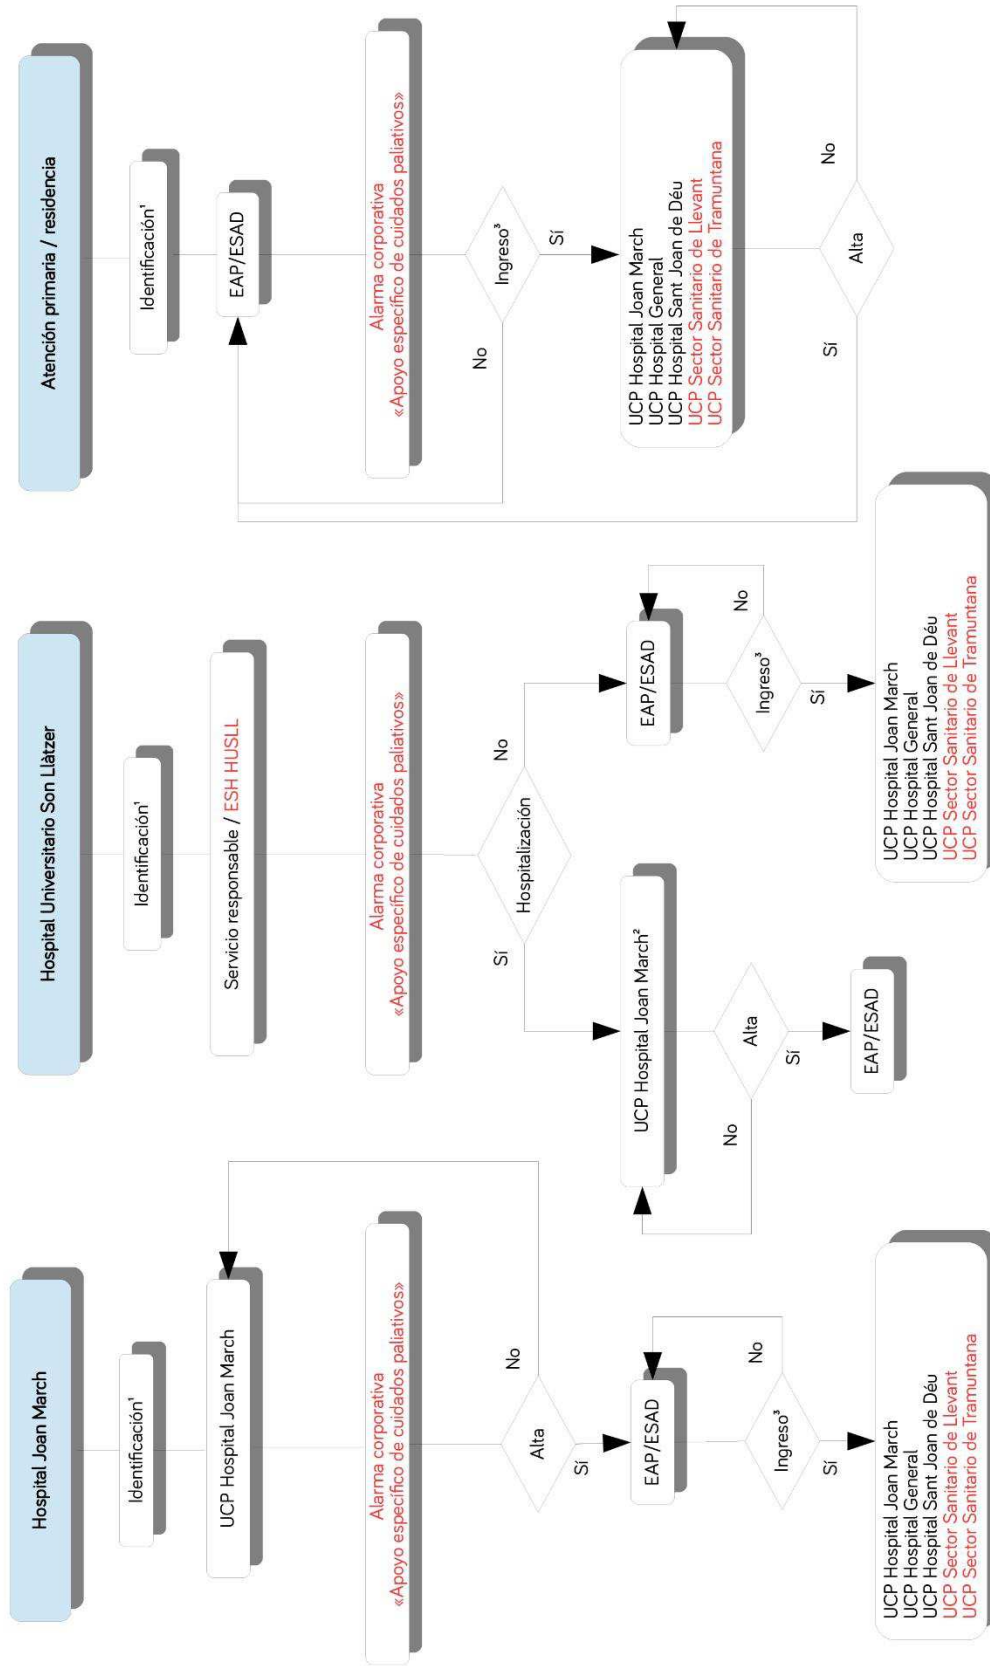 Hospital Joan March
Identificación¹
UCP Hospital Joan March
Alarma corporativa
«Apoyo específico de cuidados paliativos»
Alta
No
Sí
EAP/ESAD
Ingreso³
No
Sí
UCP Hospital Joan March
UCP Hospital General
UCP Hospital Sant Joan de Déu
UCP Sector Sanitario de Llevant
UCP Sector Sanitario de Tramuntana
Hospital Universitario Son Llàtzer
Identificación¹
Servicio responsable / ESH HUSLL
Alarma corporativa
«Apoyo específico de cuidados paliativos»
Hospitalización
Sí
No
UCP Hospital Joan March²
Alta
No
Sí
EAP/ESAD
EAP/ESAD
Ingreso³
No
Sí
UCP Hospital Joan March
UCP Hospital General
UCP Hospital Sant Joan de Déu
UCP Sector Sanitario de Llevant
UCP Sector Sanitario de Tramuntana
Atención primaria / residencia
Identificación¹
EAP/ESAD
Alarma corporativa
«Apoyo específico de cuidados paliativos»
Ingreso³
No
Sí
UCP Hospital Joan March
UCP Hospital General
UCP Hospital Sant Joan de Déu
UCP Sector Sanitario de Llevant
UCP Sector Sanitario de Tramuntana
Alta
Sí
No